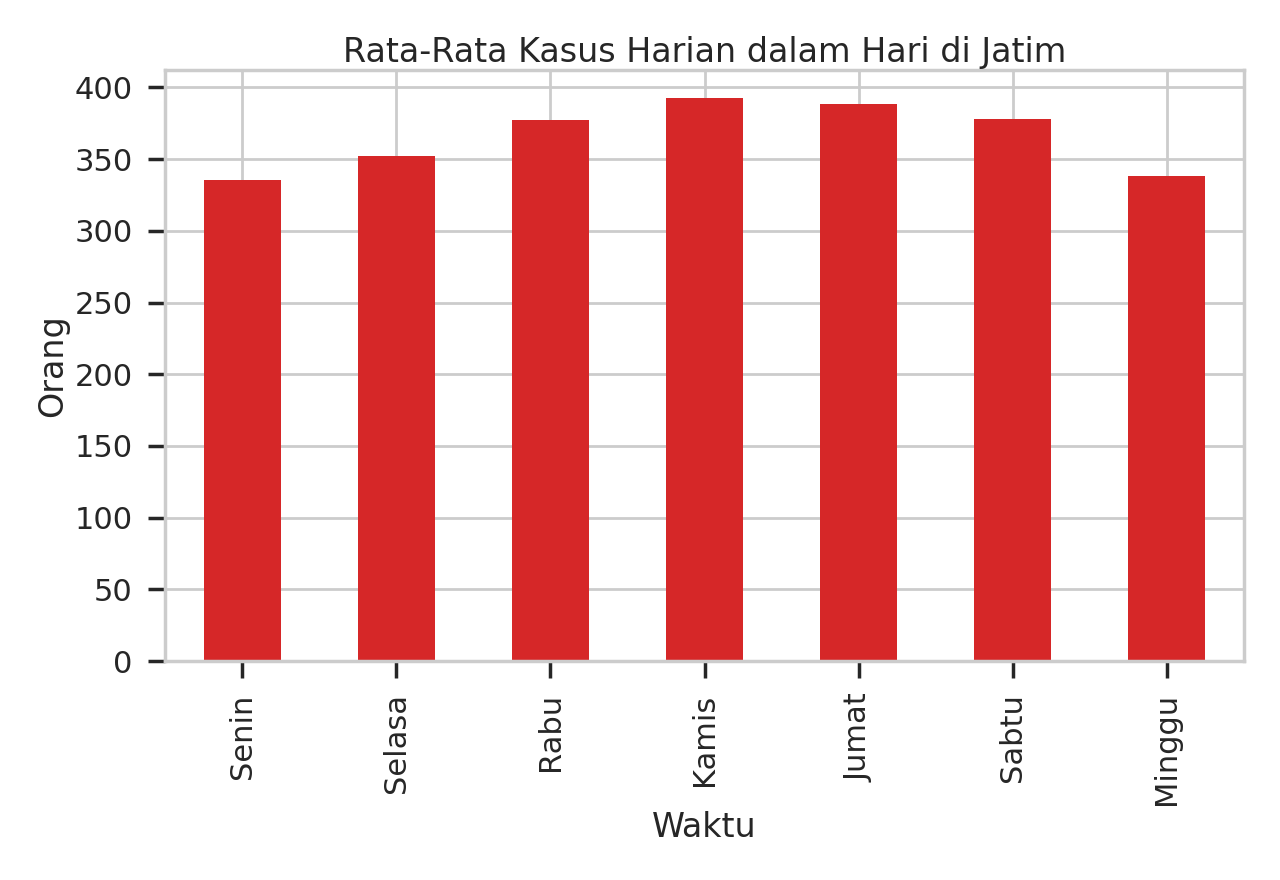 Rata-Rata Kasus Harian dalam Hari di Jatim
400
350
300
250
200
150
100
50
0
Orang
Senin
Selasa
Rabu
Kamis
Jumat
Sabtu
Minggu
Waktu